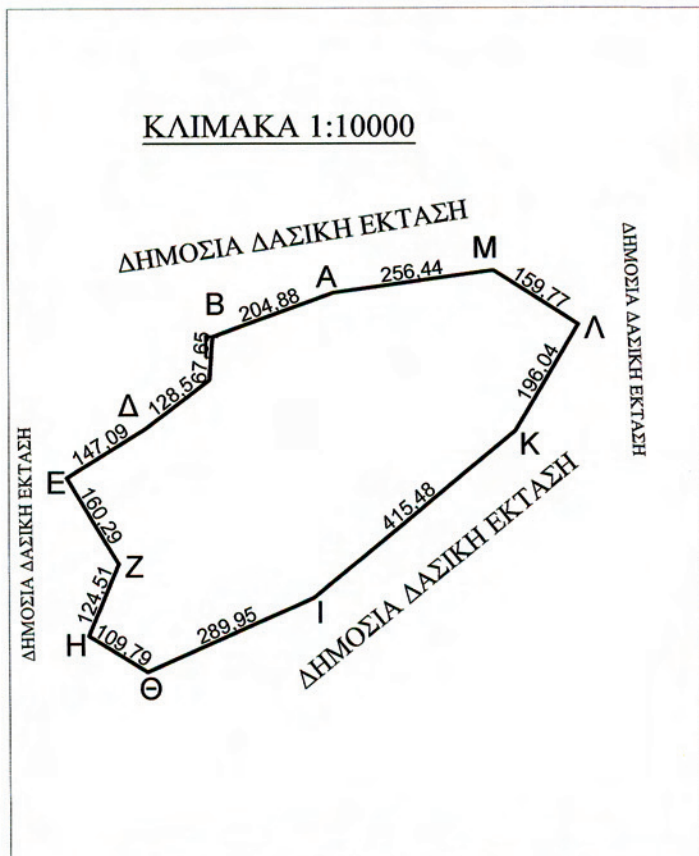 ΚΛΙΜΑΚΑ 1:10000
ΔΗΜΟΣΙΑ ΔΑΣΙΚΗ ΕΚΤΑΣΗ
Μ
Α
256,44
159,77
ΔΗΜΟΣΙΑ ΔΑΣΙΚΗ ΕΚΤΑΣΗ
Β
204,88
Λ
67,65
196,04
128,5
Δ
147,09
Κ
Ε
ΔΗΜΟΣΙΑ ΔΑΣΙΚΗ ΕΚΤΑΣΗ
160,29
415,48
ΔΗΜΟΣΙΑ ΔΑΣΙΚΗ ΕΚΤΑΣΗ
Ζ
124,51
Ι
289,95
Η
109,79
Θ